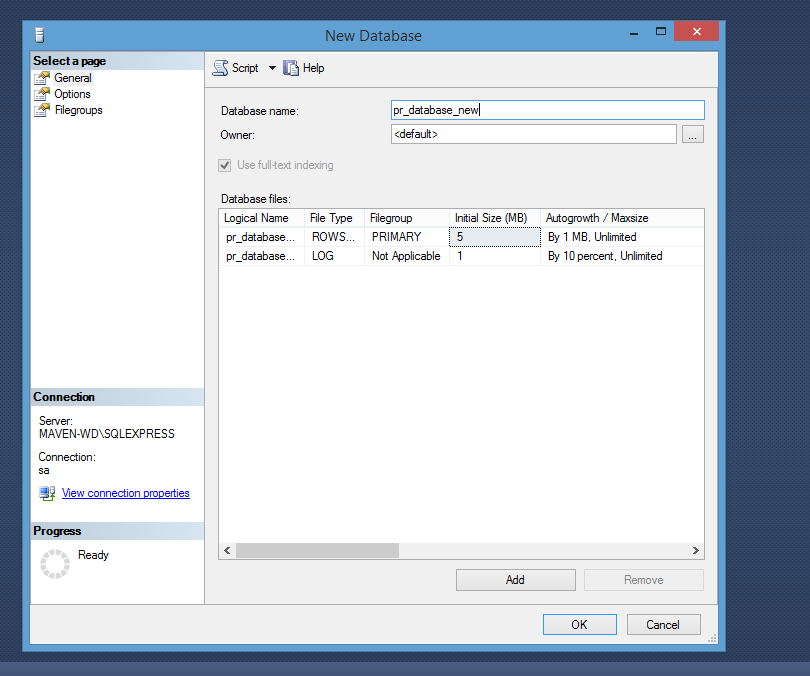 New Database
Select a page
General
Options
Filegroups
Script
Help
Database name:
pr_database_new
Owner:
<default>
...
Use full-text indexing
Database files:
Logical Name File Type Filegroup Initial Size (MB) Autogrowth / Maxsize
pr_database... ROWS... PRIMARY 5 By 1 MB, Unlimited
pr_database... LOG Not Applicable 1 By 10 percent, Unlimited
Connection
Server:
MAVEN-WD\SQLEXPRESS
Connection:
sa
View connection properties
Progress
Ready
Add
Remove
OK
Cancel